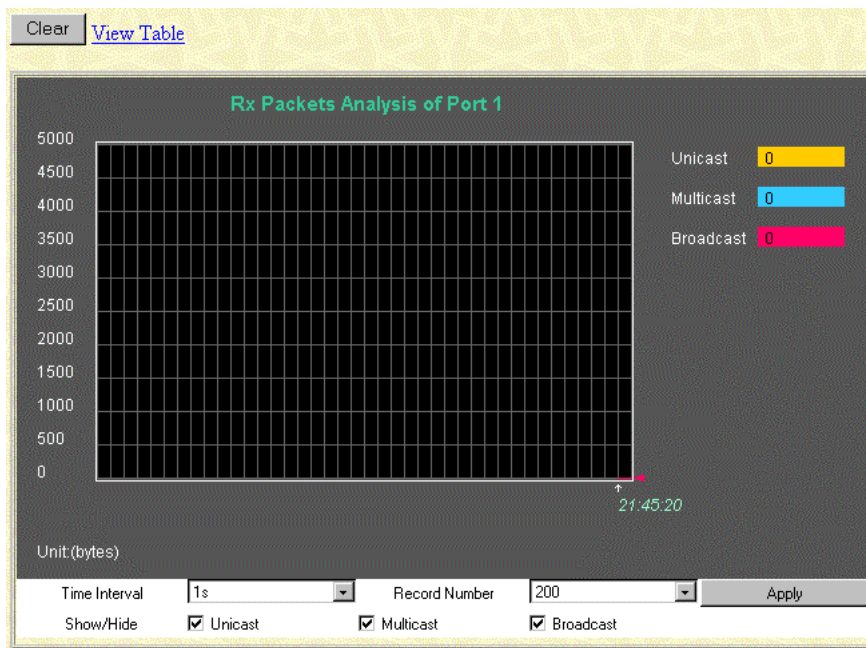 Clear View Table
Rx Packets Analysis of Port 1
5000
4500
4000
3500
3000
2500
2000
1500
1000
500
0
Unicast 0
Multicast 0
Broadcast 0
21:45:20
Unit:(bytes)
Time Interval 1s Record Number 200 Apply
Show/Hide Unicast Multicast Broadcast